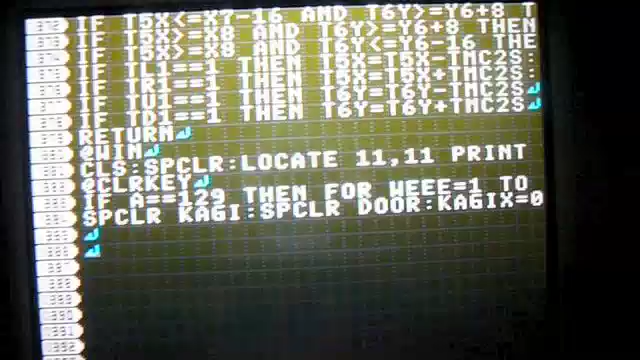 IF T5X<=X7-16 AND T6Y>=Y6+8 T
IF T5X>=X8 AND T6Y>=Y6+8 THEN
IF T5X>=X8 AND T6Y<=Y6-16 THE
IF TL1==1 THEN T5X=T5X-TMC2S:
IF TR1==1 THEN T5X=T5X+TMC2S:
IF TU1==1 THEN T6Y=T6Y-TMC2S
IF TD1==1 THEN T6Y=T6Y+TMC2S
RETURN
@WIN
CLS:SPCLR:LOCATE 11,11 PRINT
@CLRKEY
IF A==129 THEN FOR WEEE=1 TO
SPCLR KAGI:SPCLR DOOR:KAGIX=0